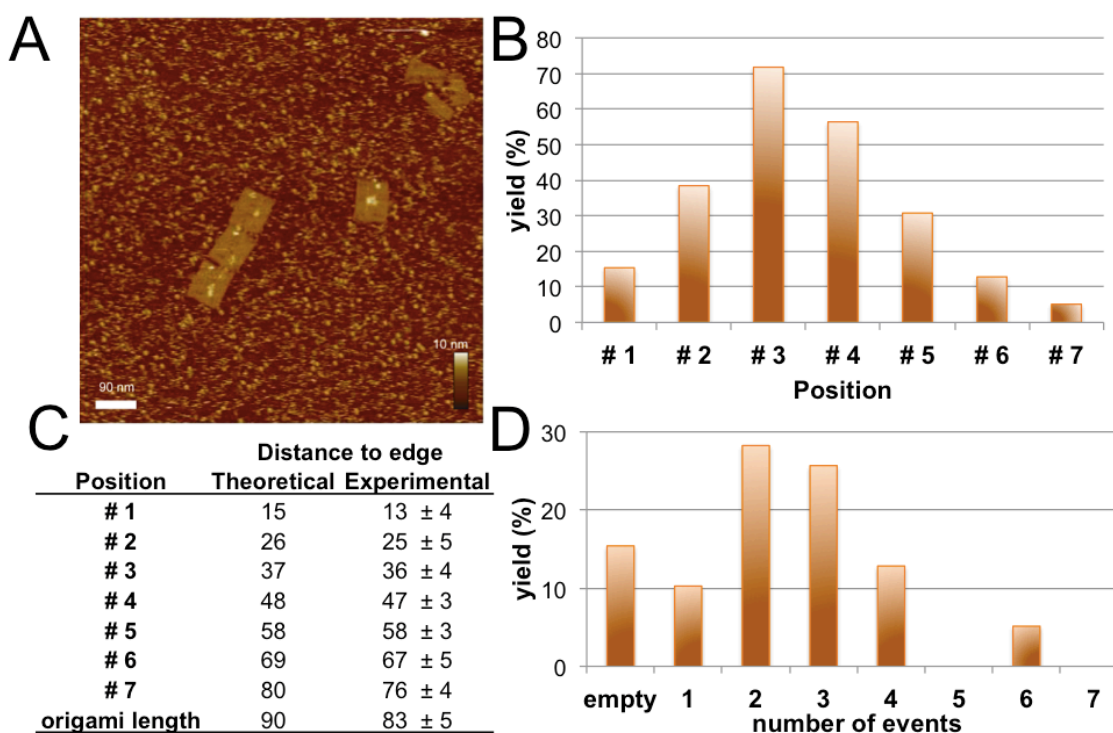 A
10 nm
90 nm
B
80
70
60
50
40
30
20
10
0
yield (%)
# 1 # 2 # 3 # 4 # 5 # 6 # 7
Position
C
Distance to edge
Position Theoretical Experimental
# 1 15 13 ± 4
# 2 26 25 ± 5
# 3 37 36 ± 4
# 4 48 47 ± 3
# 5 58 58 ± 3
# 6 69 67 ± 5
# 7 80 76 ± 4
origami length 90 83 ± 5
D
30
20
10
0
yield (%)
empty 1 2 3 4 5 6 7
number of events